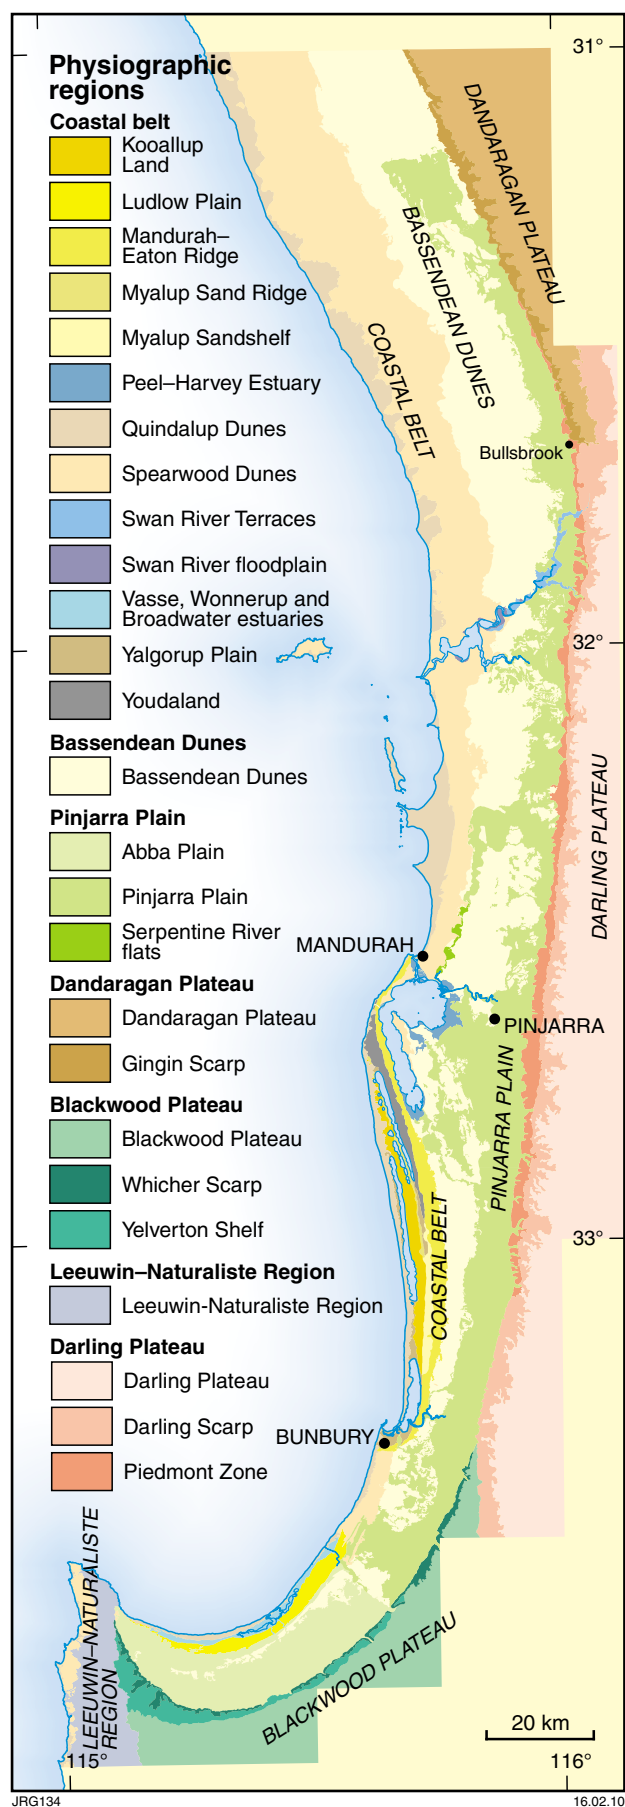 Physiographic
regions
Coastal belt
Kooallup
Land
Ludlow Plain
Mandurah–
Eaton Ridge
Myalup Sand Ridge
Myalup Sandshelf
Peel–Harvey Estuary
Quindalup Dunes
Spearwood Dunes
Swan River Terraces
Swan River floodplain
Vasse, Wonnerup and
Broadwater estuaries
Yalgorup Plain
Youdaland
Bassendean Dunes
Bassendean Dunes
Pinjarra Plain
Abba Plain
Pinjarra Plain
Serpentine River
flats
Dandaragan Plateau
Dandaragan Plateau
Gingin Scarp
Blackwood Plateau
Blackwood Plateau
Whicher Scarp
Yelverton Shelf
Leeuwin–Naturaliste Region
Leeuwin-Naturaliste Region
Darling Plateau
Darling Plateau
Darling Scarp
Piedmont Zone
31°
DANDARAGAN PLATEAU
BASSENDEAN DUNES
COASTAL BELT
Bullsbrook
32°
DARLING PLATEAU
MANDURAH
PINJARRA
PINJARRA PLAIN
COASTAL BELT
33°
BUNBURY
LEEUWIN–NATURALISTE
REGION
BLACKWOOD PLATEAU
20 km
115°
116°
JRG134
16.02.10